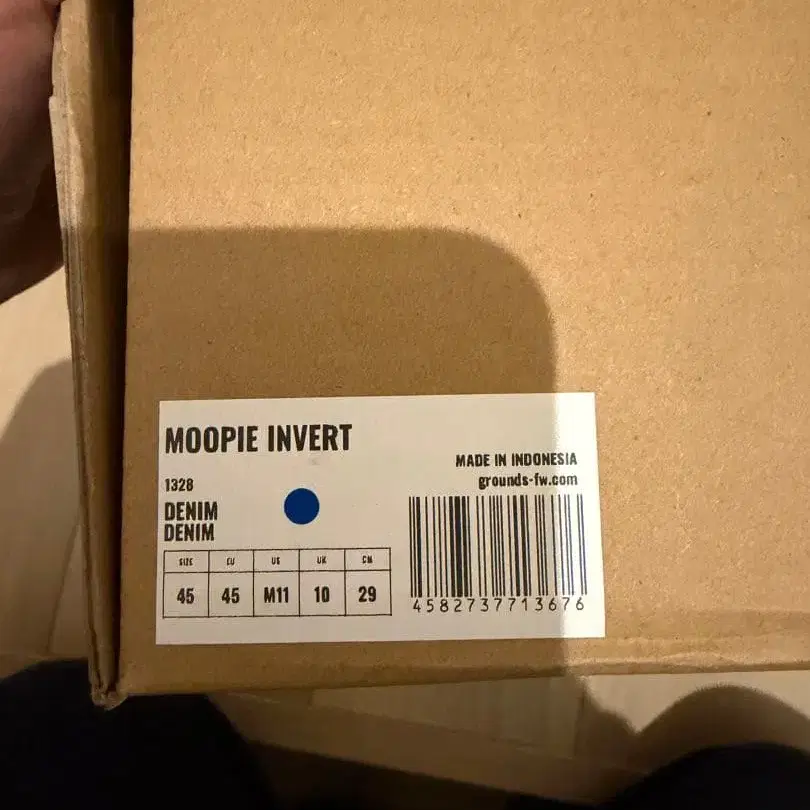 MOOPIE INVERT
MADE IN INDONESIA
grounds-fw.com
1328
DENIM
DENIM
SIZE EU US UK CM
45 45 M11 10 29
4582737713676